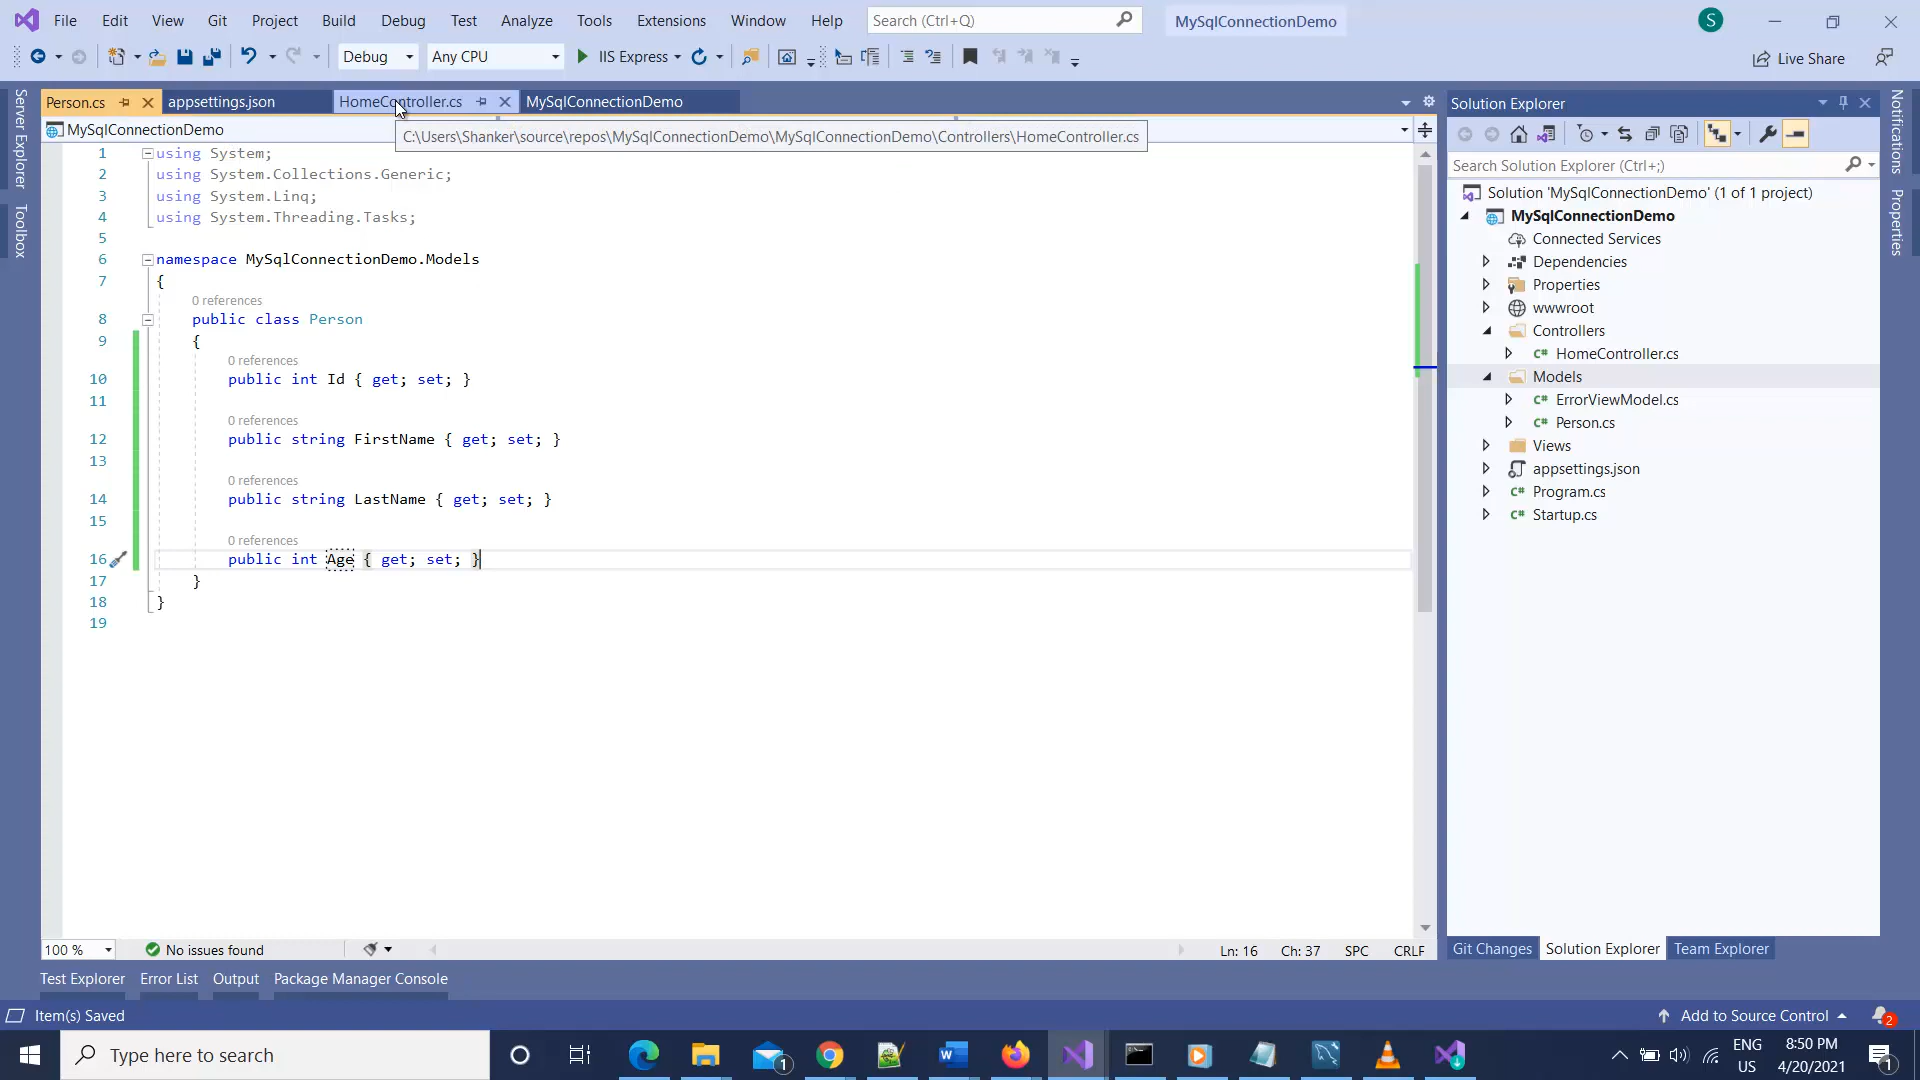 File Edit View Git Project Build Debug Test Analyze Tools Extensions Window Help Search (Ctrl+Q) MySqlConnectionDemo S
Debug Any CPU IIS Express Live Share
Person.cs appsettings.json HomeController.cs MySqlConnectionDemo
MySqlConnectionDemo
C:\Users\Shanker\source\repos\MySqlConnectionDemo\MySqlConnectionDemo\Controllers\HomeController.cs
Server Explorer
Toolbox
1 using System;
2 using System.Collections.Generic;
3 using System.Linq;
4 using System.Threading.Tasks;
5
6 namespace MySqlConnectionDemo.Models
7 {
0 references
8 public class Person
9 {
0 references
10 public int Id { get; set; }
11
0 references
12 public string FirstName { get; set; }
13
0 references
14 public string LastName { get; set; }
15
0 references
16 public int Age { get; set; }
17 }
18 }
19
100 % No issues found Ln: 16 Ch: 37 SPC CRLF
Solution Explorer
Search Solution Explorer (Ctrl+;)
Solution 'MySqlConnectionDemo' (1 of 1 project)
MySqlConnectionDemo
Connected Services
Dependencies
Properties
wwwroot
Controllers
C# HomeController.cs
Models
C# ErrorViewModel.cs
C# Person.cs
Views
appsettings.json
C# Program.cs
C# Startup.cs
Git Changes Solution Explorer Team Explorer
Notifications
Properties
Test Explorer Error List Output Package Manager Console
Item(s) Saved Add to Source Control 2
Type here to search 1 ENG
US 8:50 PM
4/20/2021 1